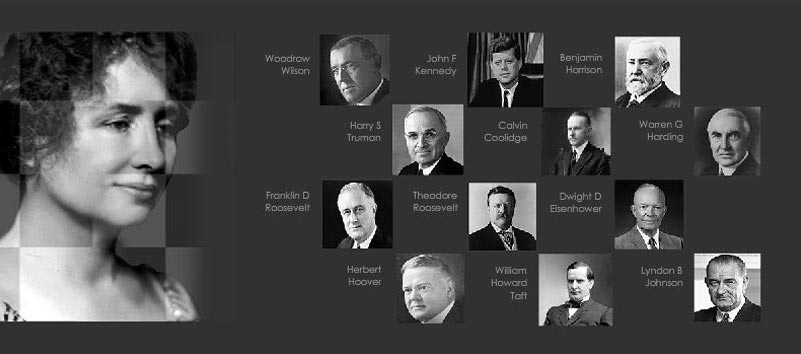 Woodrow
Wilson
John F
Kennedy
Benjamin
Harrison
Harry S
Truman
Calvin
Coolidge
Warren G
Harding
Franklin D
Roosevelt
Theodore
Roosevelt
Dwight D
Eisenhower
Herbert
Hoover
William
Howard
Taft
Lyndon B
Johnson